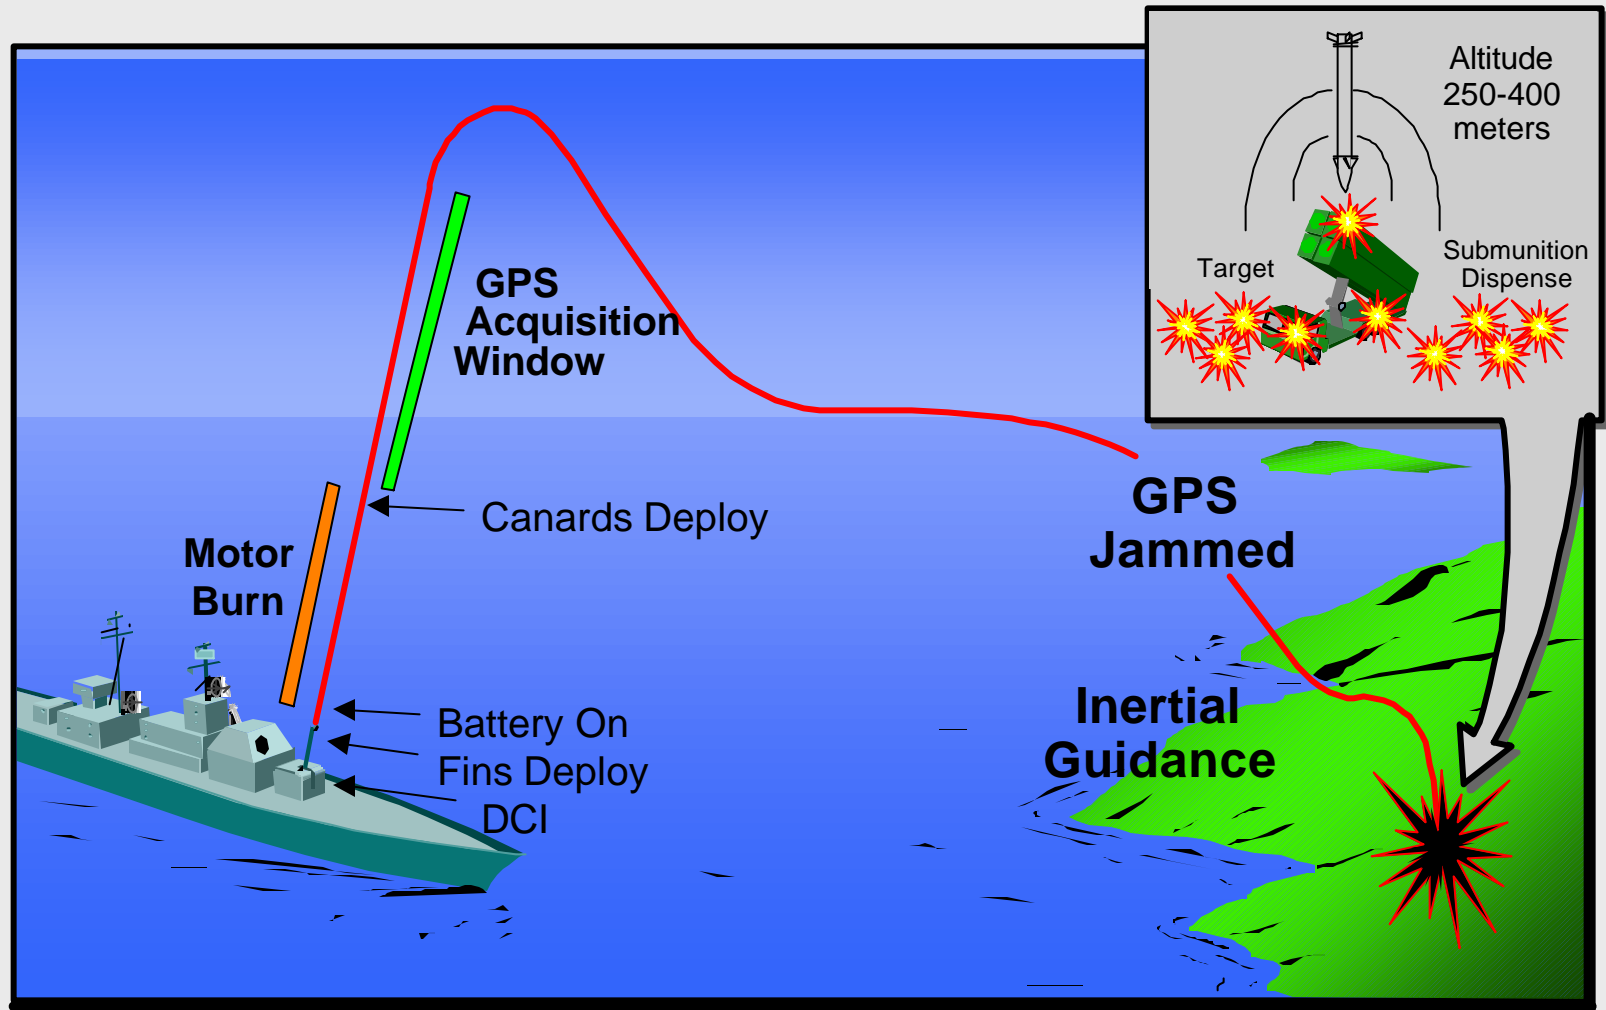 Altitude
250-400
meters
Target
Submunition
Dispense
GPS
Acquisition
Window
Canards Deploy
Motor
Burn
GPS
Jammed
Inertial
Guidance
Battery On
Fins Deploy
DCI